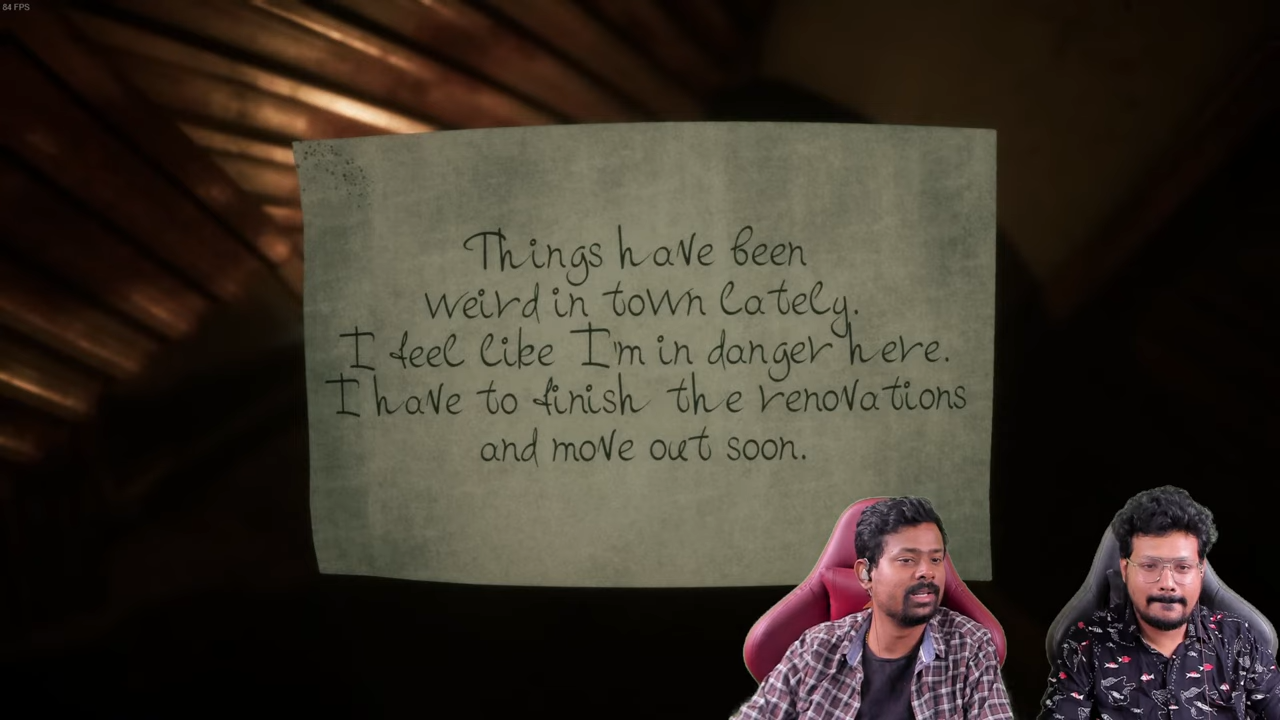 84 FPS
Things have been
weird in town lately.
I feel like I'm in danger here.
I have to finish the renovations
and move out soon.